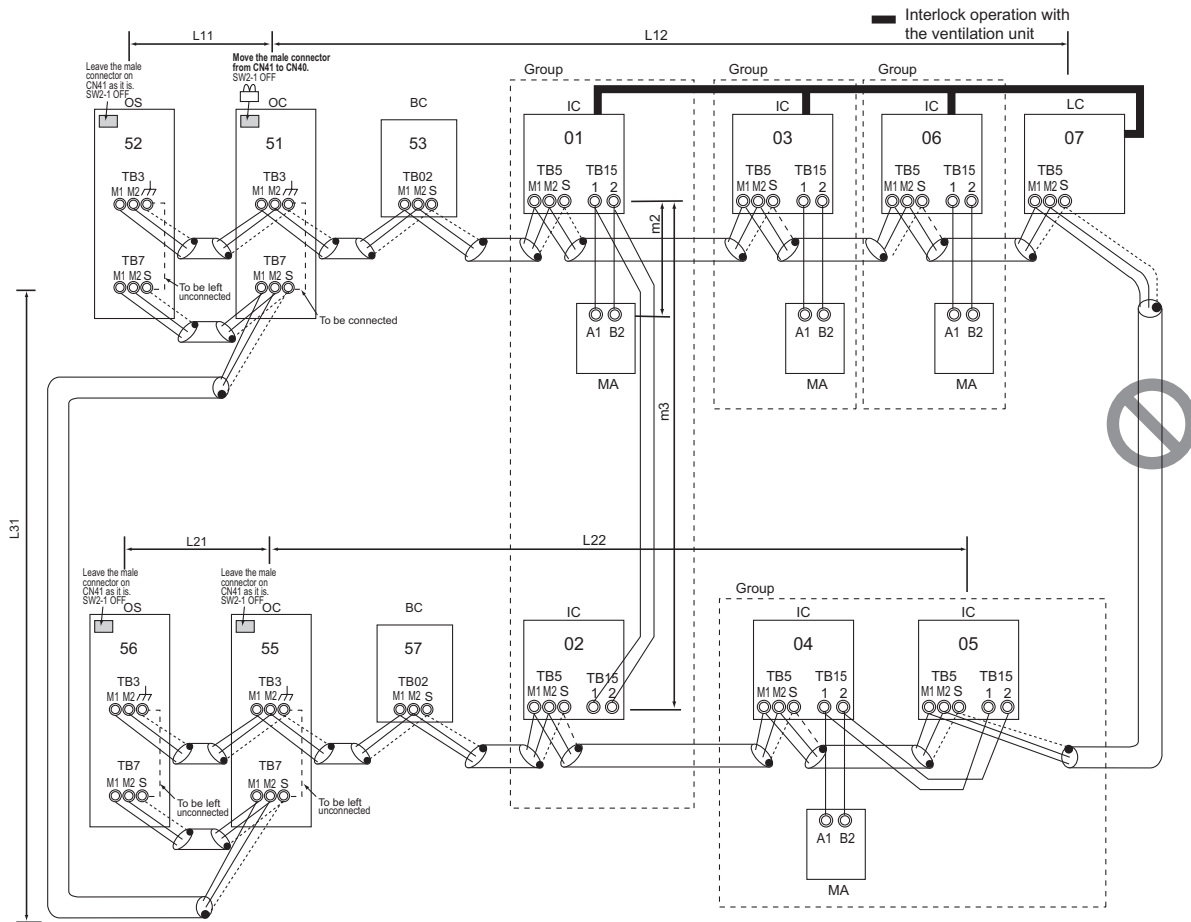 Interlock operation with
the ventilation unit
L11
L12
Leave the male
connector on
CN41 as it is.
SW2-1 OFF
Move the male connector
from CN41 to CN40.
SW2-1 OFF
Group
Group
Group
OS
OC
BC
IC
IC
IC
LC
52
51
53
01
03
06
07
TB3
TB3
TB02
TB5
TB15
TB5
TB15
TB5
TB15
TB5
M1 M2
M1 M2
M1 M2 S
M1 M2 S
1 2
M1 M2 S
1 2
M1 M2 S
1 2
M1 M2 S
m2
TB7
TB7
M1 M2 S
M1 M2 S
To be left
unconnected
To be connected
A1 B2
A1 B2
A1 B2
MA
MA
MA
m3
L31
L21
L22
Leave the male
connector on
CN41 as it is.
SW2-1 OFF
Leave the male
connector on
CN41 as it is.
SW2-1 OFF
Group
OS
OC
BC
IC
IC
IC
56
55
57
02
04
05
TB3
TB3
TB02
TB5
TB15
TB5
TB15
TB5
TB15
M1 M2
M1 M2
M1 M2 S
M1 M2 S
1 2
M1 M2 S
1 2
M1 M2 S
1 2
TB7
TB7
M1 M2 S
M1 M2 S
To be left
unconnected
To be left
unconnected
A1 B2
MA